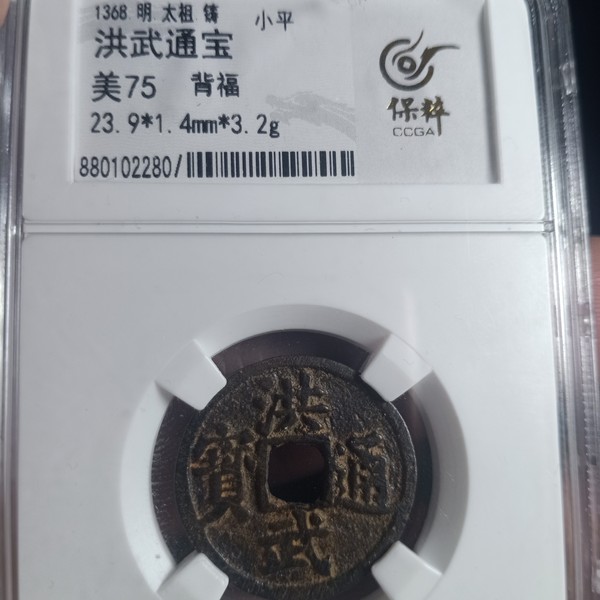 1368 明 太祖 铸 小平
洪武通宝
美75 背福
23.9*1.4mm*3.2g
880102280/
保粹
CCGA
洪武通寶